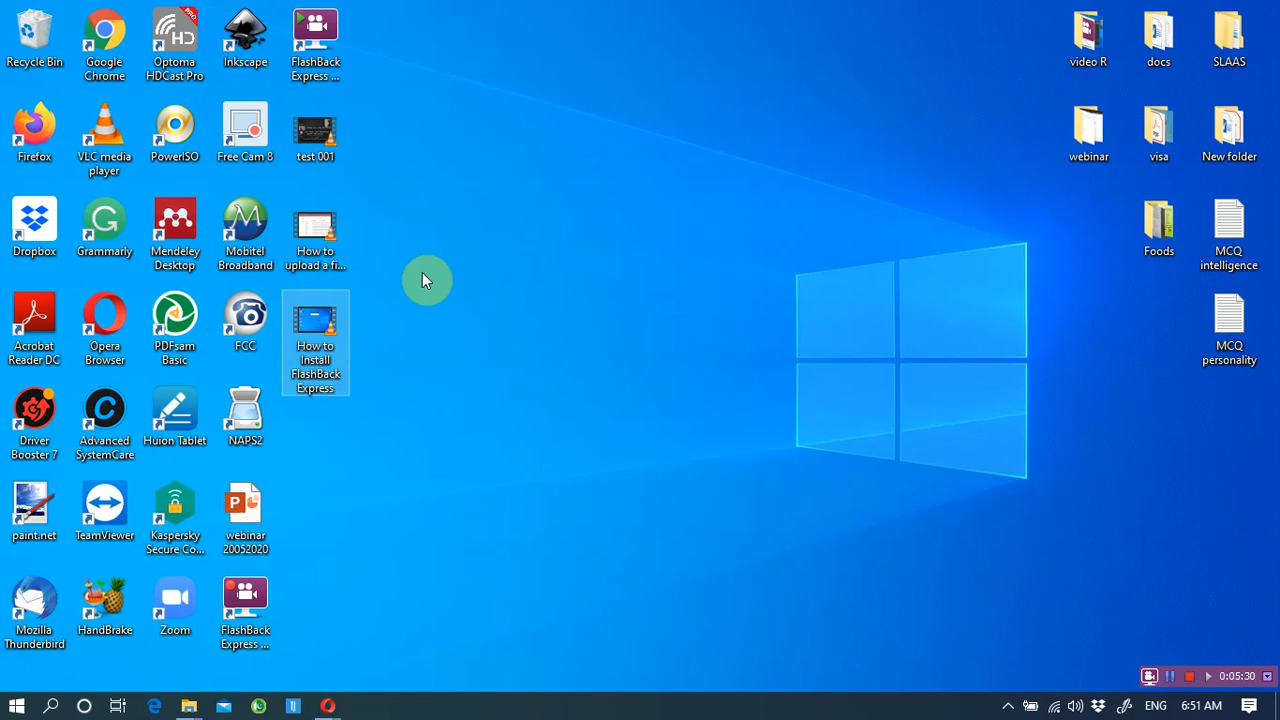 Recycle Bin
Google
Chrome
Optoma
HDCast Pro
PRO
HD
Inkscape
FlashBack
Express ...
Firefox
VLC media
player
PowerISO
Free Cam 8
test 001
Dropbox
Grammarly
Mendeley
Desktop
Mobitel
Broadband
How to
upload a fi...
Acrobat
Reader DC
Opera
Browser
PDFsam
Basic
FCC
How to
Install
FlashBack
Express
Driver
Booster 7
Advanced
SystemCare
Huion Tablet
NAPS2
paint.net
TeamViewer
Kaspersky
Secure Co...
webinar
20052020
Mozilla
Thunderbird
HandBrake
Zoom
FlashBack
Express ...
video R
docs
SLAAS
webinar
visa
New folder
Foods
MCQ
intelligence
MCQ
personality
0:05:30
ENG
6:51 AM